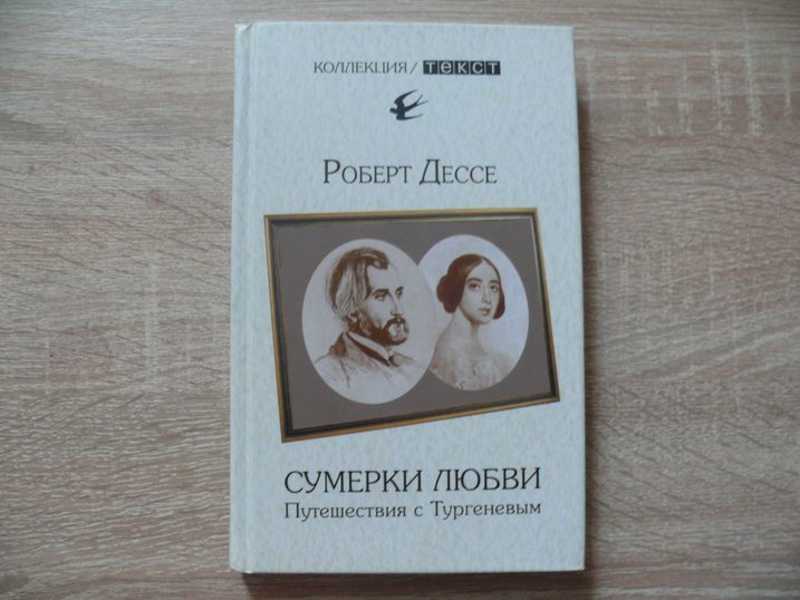 КОЛЛЕКЦИЯ / ТЕКСТ
РОБЕРТ ДЕССЕ
СУМЕРКИ ЛЮБВИ
Путешествия с Тургеневым